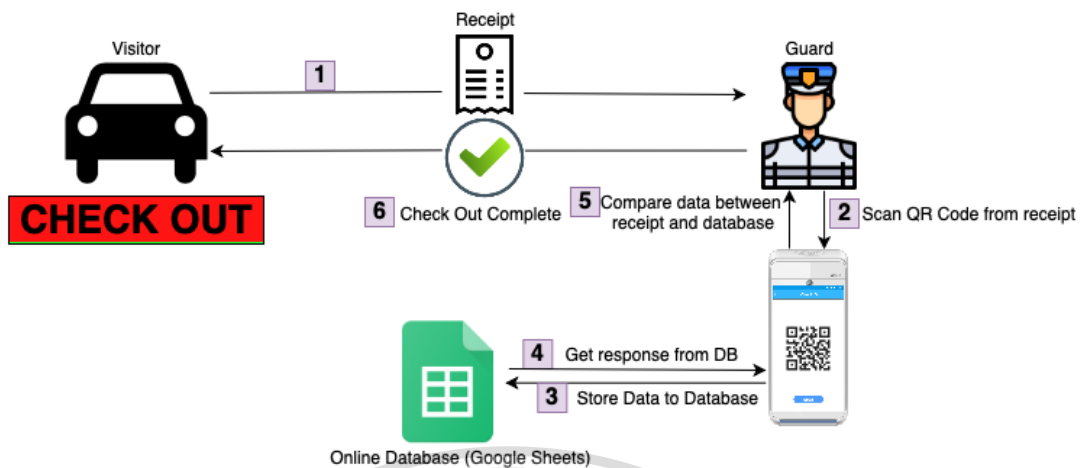 Receipt
Visitor
Guard
1
CHECK OUT
6 Check Out Complete
5 Compare data between
receipt and database
2 Scan QR Code from receipt
4 Get response from DB
3 Store Data to Database
Online Database (Google Sheets)